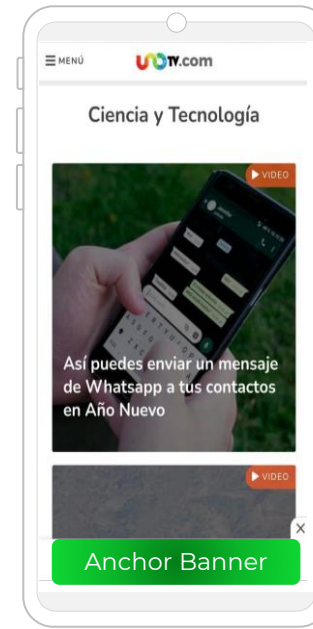 MENÚ
UNOTV.com
Ciencia y Tecnología
VIDEO
Así puedes enviar un mensaje
de Whatsapp a tus contactos
en Año Nuevo
VIDEO
X
Anchor Banner